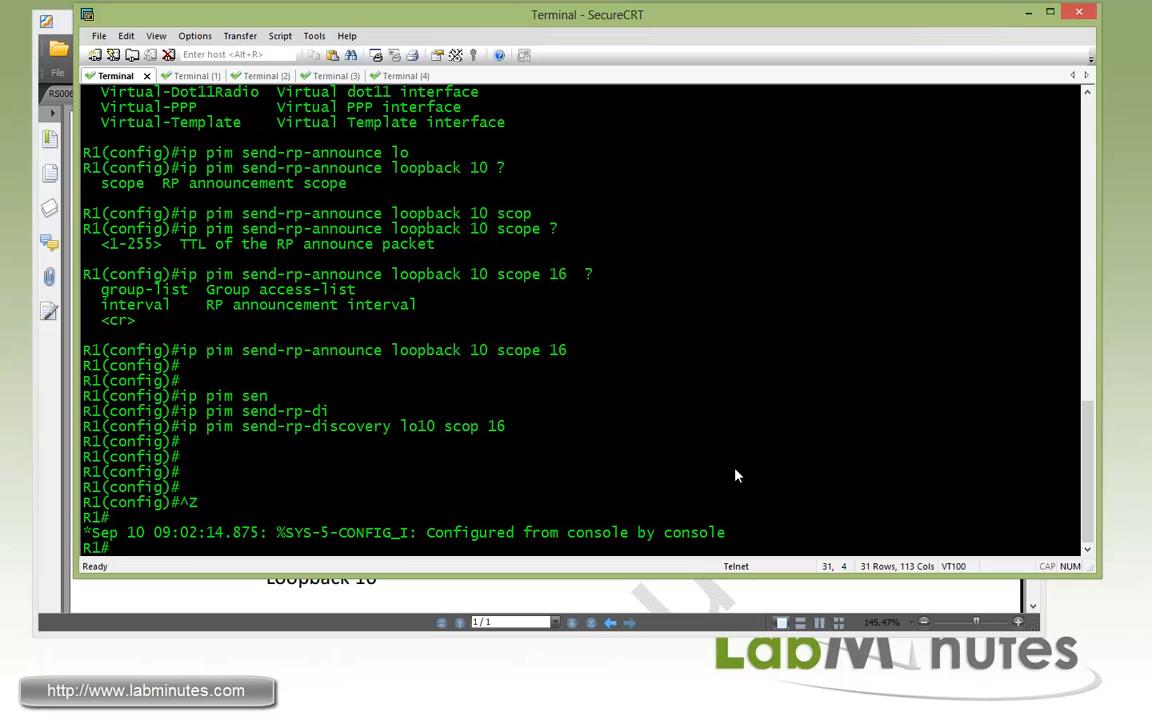 Terminal - SecureCRT
File Edit View Options Transfer Script Tools Help
Enter host <Alt+R>
File
Terminal Terminal (1) Terminal (2) Terminal (3) Terminal (4)
RS006
Virtual-Dot11Radio  Virtual dot11 interface
Virtual-PPP         Virtual PPP interface
Virtual-Template    Virtual Template interface
R1(config)#ip pim send-rp-announce lo
R1(config)#ip pim send-rp-announce loopback 10 ?
scope  RP announcement scope
R1(config)#ip pim send-rp-announce loopback 10 scop
R1(config)#ip pim send-rp-announce loopback 10 scope ?
<1-255>  TTL of the RP announce packet
R1(config)#ip pim send-rp-announce loopback 10 scope 16  ?
group-list  Group access-list
interval    RP announcement interval
<cr>
R1(config)#ip pim send-rp-announce loopback 10 scope 16
R1(config)#
R1(config)#
R1(config)#ip pim sen
R1(config)#ip pim send-rp-di
R1(config)#ip pim send-rp-discovery lo10 scop 16
R1(config)#
R1(config)#
R1(config)#
R1(config)#
R1(config)#^Z
R1#
*Sep 10 09:02:14.875: %SYS-5-CONFIG_I: Configured from console by console
R1#
Ready Telnet 31, 4 31 Rows, 113 Cols VT100 CAP NUM
Loopback 10
1 / 1 145.47%
LabMinutes
http://www.labminutes.com